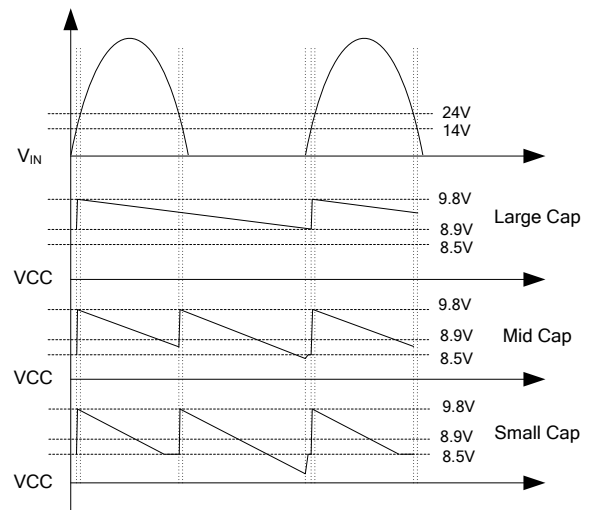 24V
14V
VIN
9.8V
Large Cap
8.9V
8.5V
VCC
9.8V
Mid Cap
8.9V
8.5V
VCC
9.8V
Small Cap
8.9V
8.5V
VCC